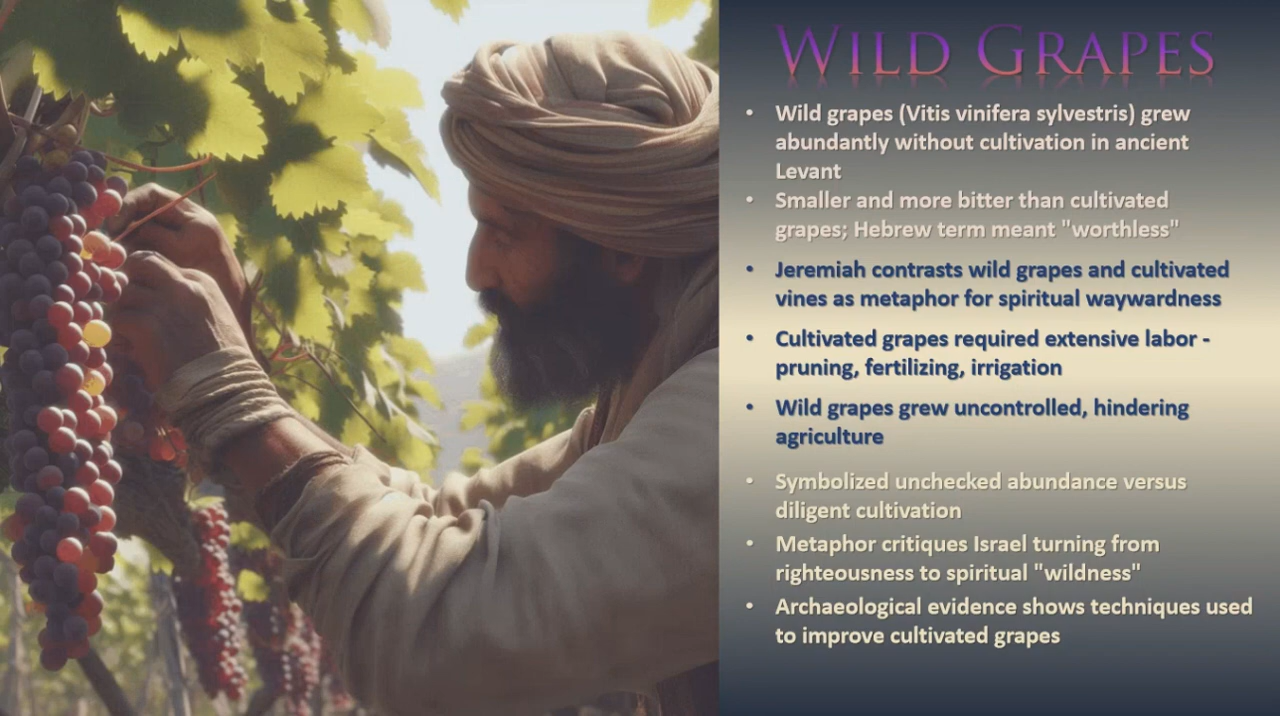 Wild Grapes
• Wild grapes (Vitis vinifera sylvestris) grew
abundantly without cultivation in ancient
Levant
• Smaller and more bitter than cultivated
grapes; Hebrew term meant "worthless"
• Jeremiah contrasts wild grapes and cultivated
vines as metaphor for spiritual waywardness
• Cultivated grapes required extensive labor -
pruning, fertilizing, irrigation
• Wild grapes grew uncontrolled, hindering
agriculture
• Symbolized unchecked abundance versus
diligent cultivation
• Metaphor critiques Israel turning from
righteousness to spiritual "wildness"
• Archaeological evidence shows techniques used
to improve cultivated grapes